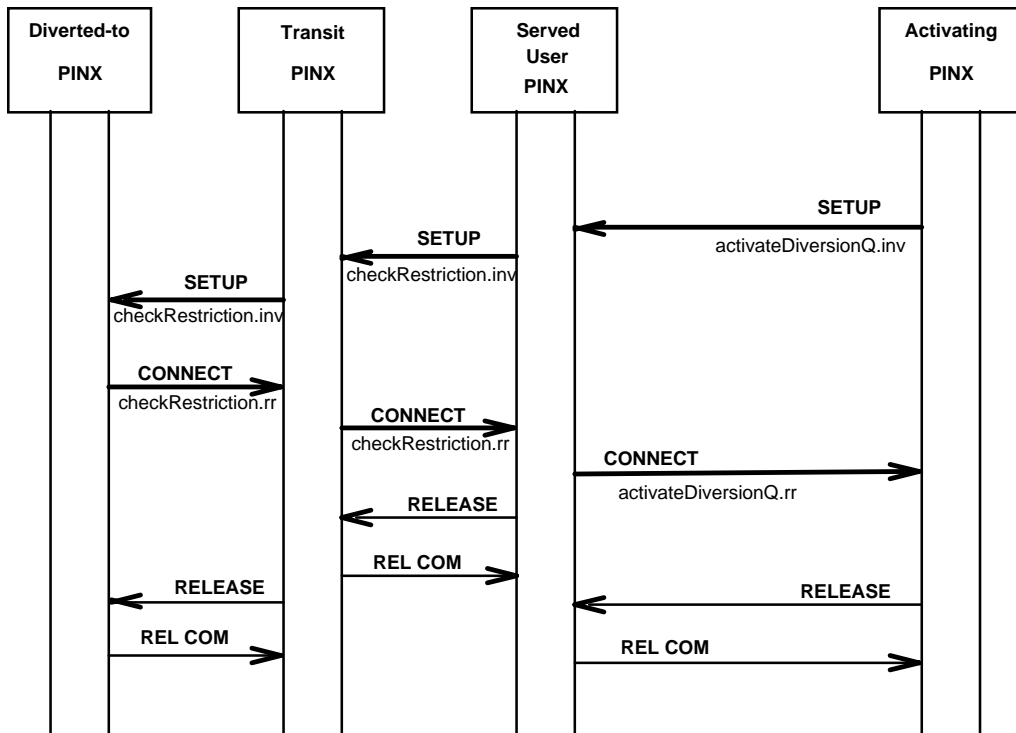 Diverted-to
PINX
Transit
PINX
Served
User
PINX
Activating
PINX
SETUP
activateDiversionQ.inv
SETUP
checkRestriction.inv
SETUP
checkRestriction.inv
CONNECT
checkRestriction.rr
CONNECT
checkRestriction.rr
CONNECT
activateDiversionQ.rr
RELEASE
REL COM
RELEASE
RELEASE
REL COM
REL COM